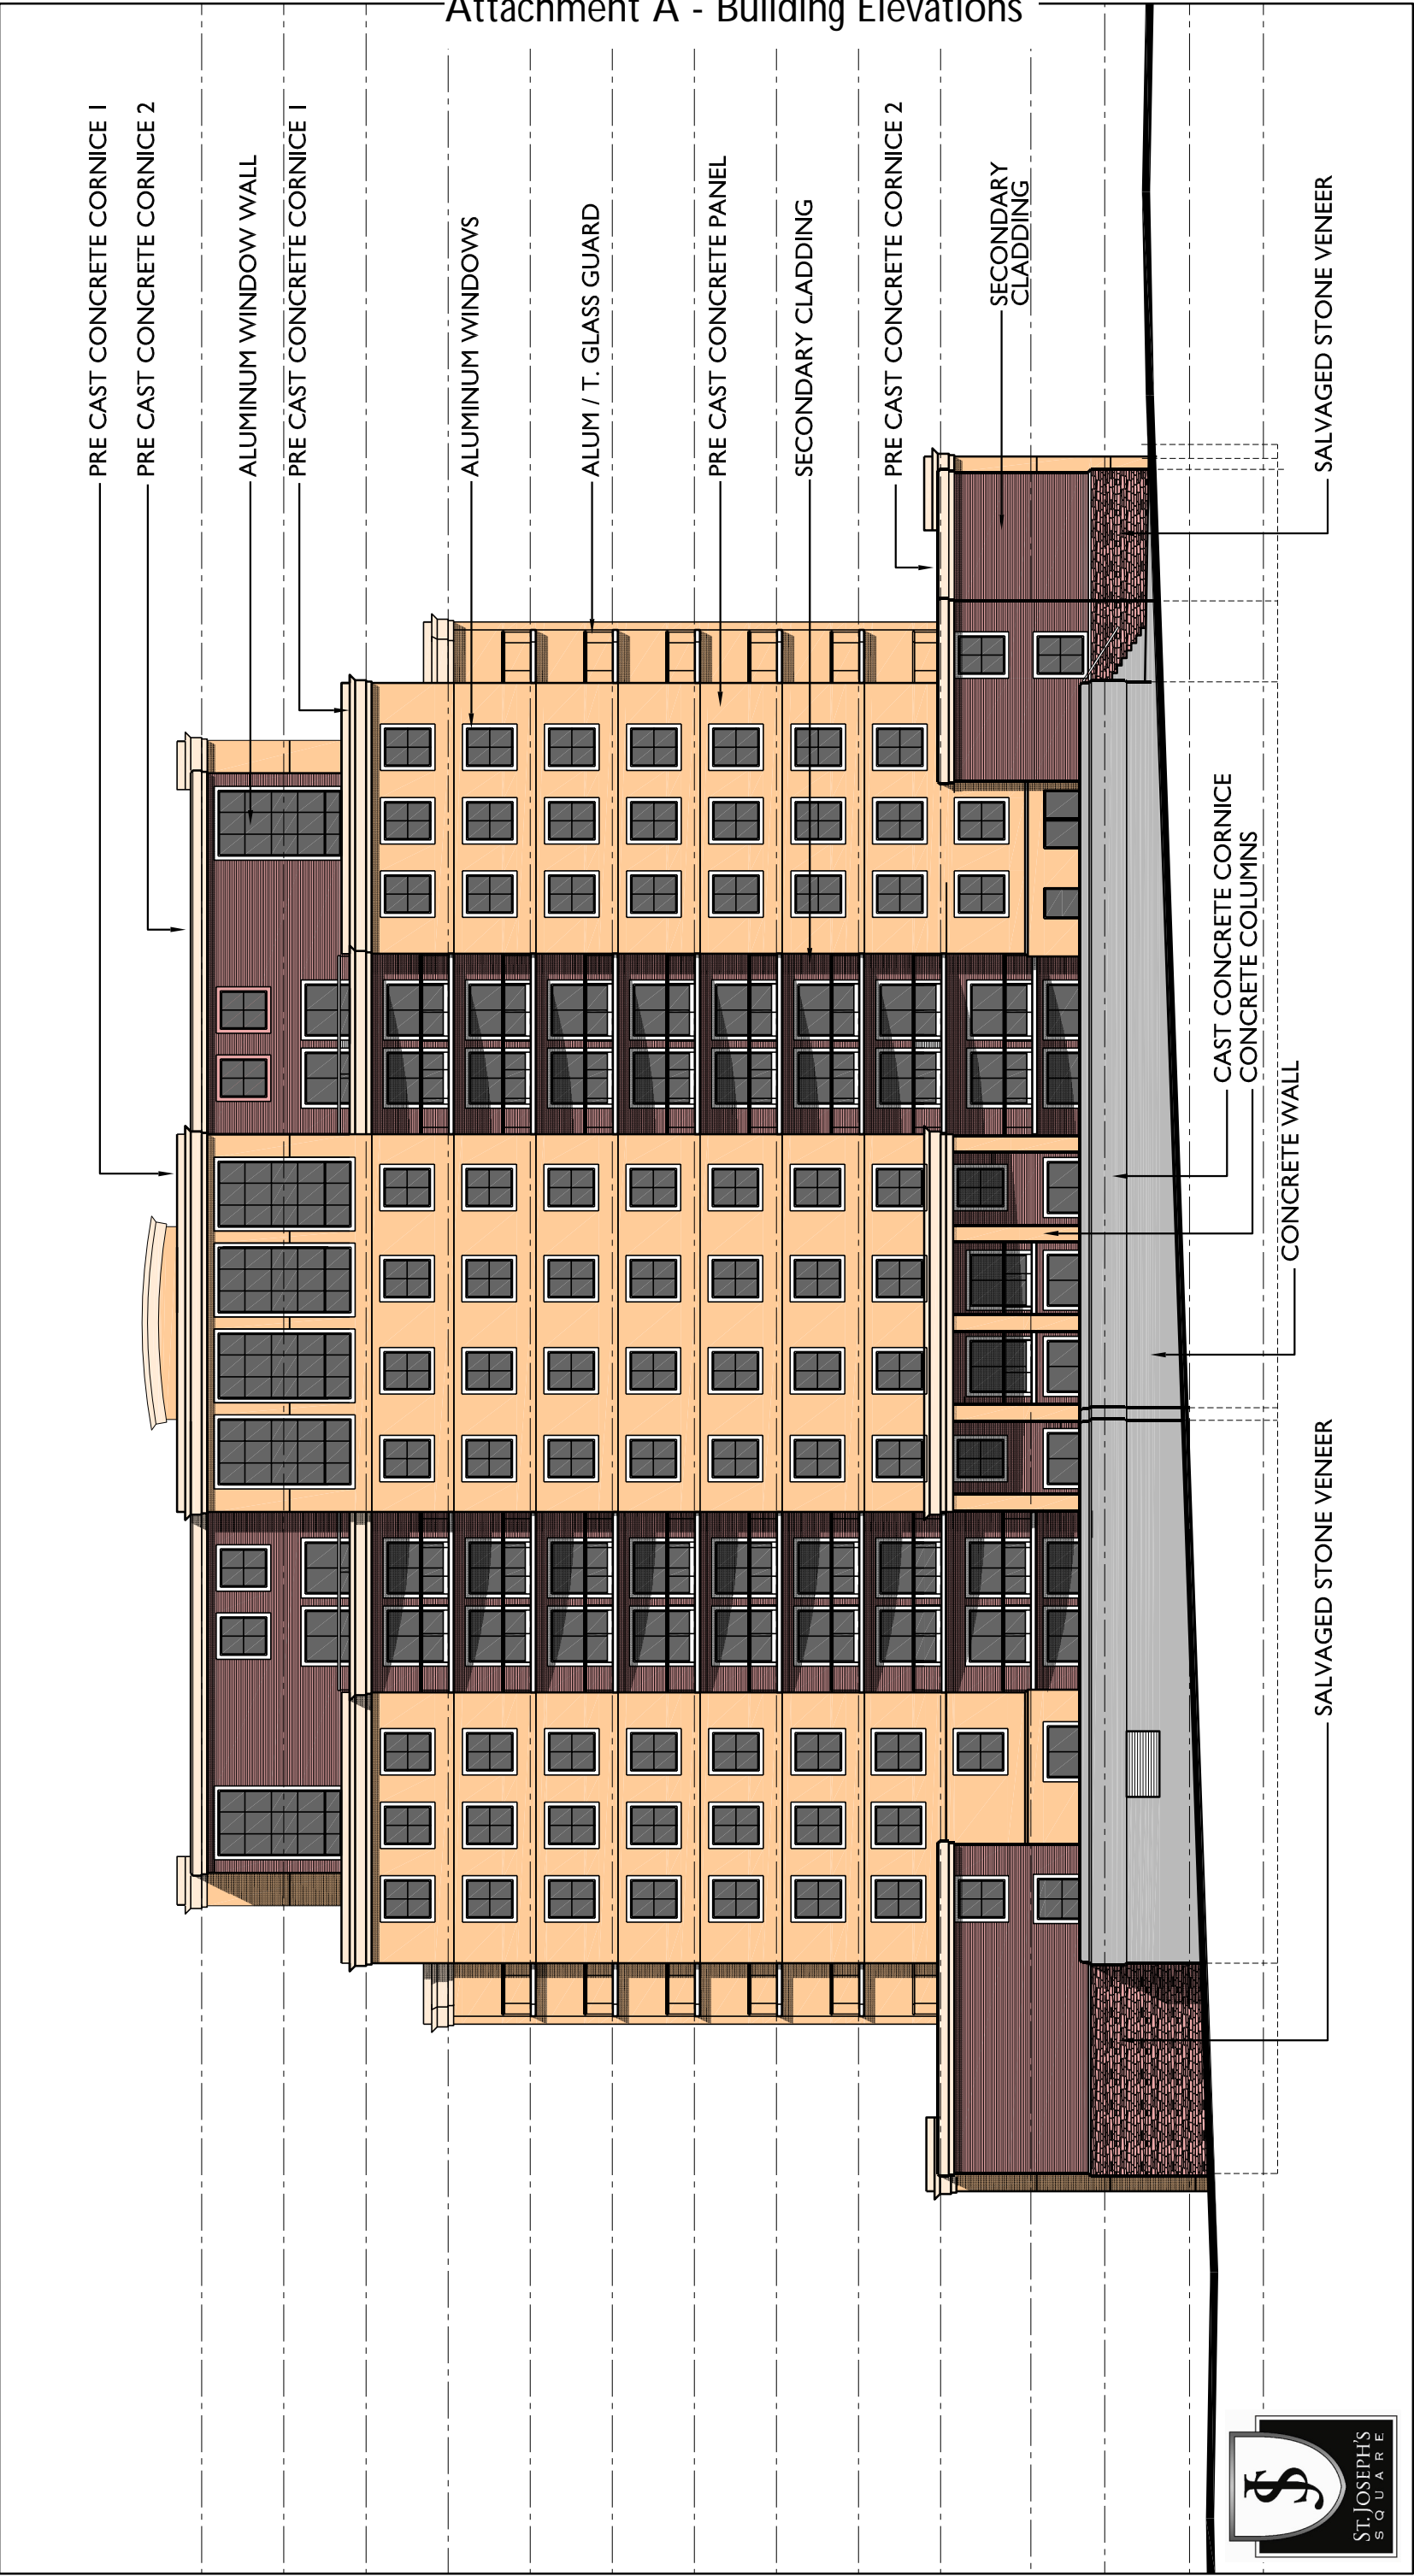 Attachment A - Building Elevations
PRE CAST CONCRETE CORNICE 1
PRE CAST CONCRETE CORNICE 2
ALUMINUM WINDOW WALL
PRE CAST CONCRETE CORNICE 1
ALUMINUM WINDOWS
ALUM / T. GLASS GUARD
PRE CAST CONCRETE PANEL
SECONDARY CLADDING
PRE CAST CONCRETE CORNICE 2
SECONDARY
CLADDING
SALVAGED STONE VENEER
CAST CONCRETE CORNICE
CONCRETE COLUMNS
CONCRETE WALL
SALVAGED STONE VENEER
SJ
ST. JOSEPH'S
SQUARE